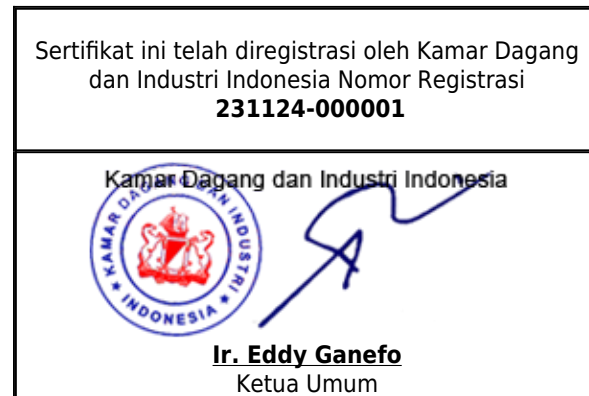 Sertifikat ini telah diregistrasi oleh Kamar Dagang
dan Industri Indonesia Nomor Registrasi
231124-000001
Kamar Dagang dan Industri Indonesia
KAMAR DAGANG DAN INDUSTRI
INDONESIA
Ir. Eddy Ganefo
Ketua Umum